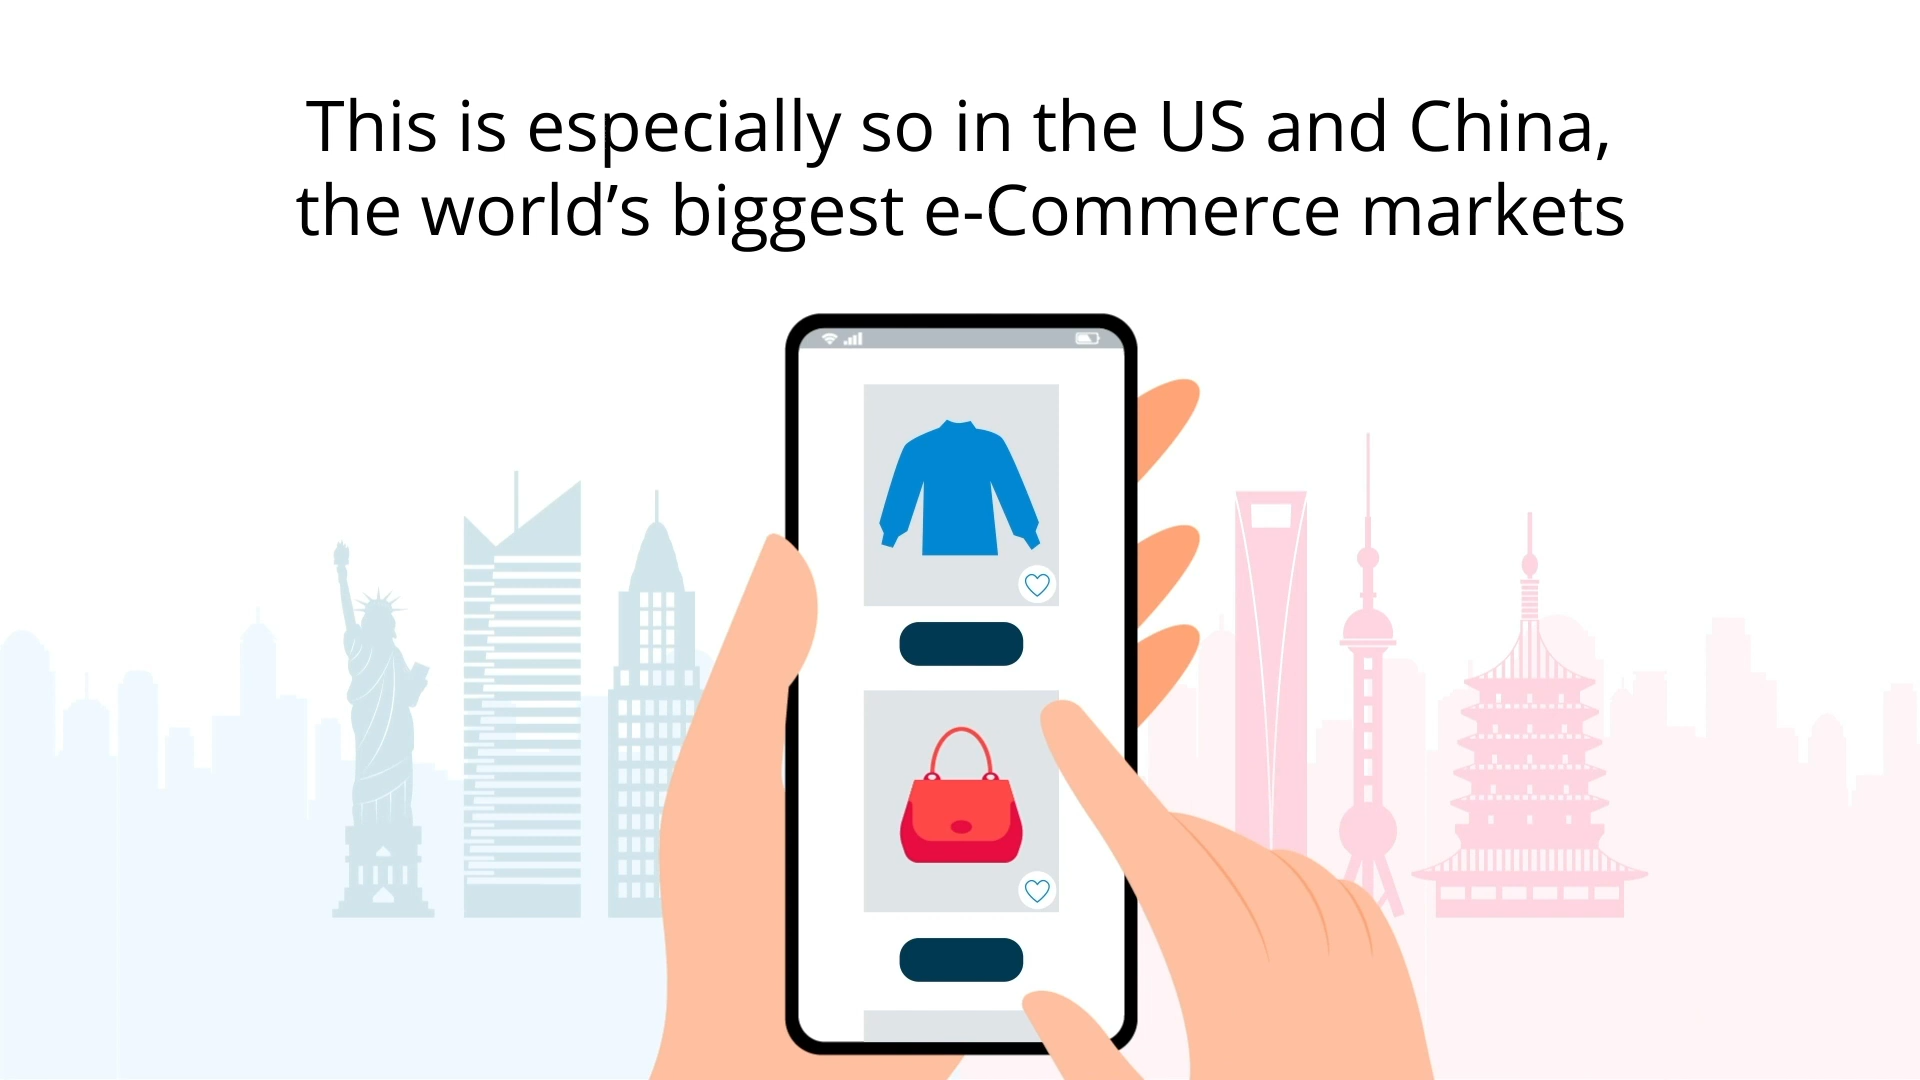 This is especially so in the US and China,
the world’s biggest e-Commerce markets